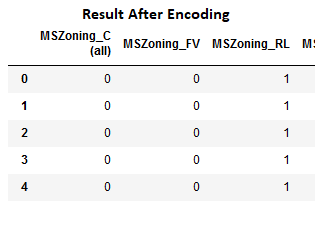 Result After Encoding
MSZoning_C (all) MSZoning_FV MSZoning_RL MS
0 0 0 1
1 0 0 1
2 0 0 1
3 0 0 1
4 0 0 1